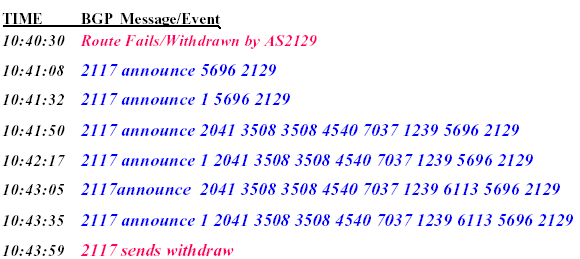 TIME BGP Message/Event
10:40:30 Route Fails/Withdrawn by AS2129
10:41:08 2117 announce 5696 2129
10:41:32 2117 announce 1 5696 2129
10:41:50 2117 announce 2041 3508 3508 4540 7037 1239 5696 2129
10:42:17 2117 announce 1 2041 3508 3508 4540 7037 1239 5696 2129
10:43:05 2117announce 2041 3508 3508 4540 7037 1239 6113 5696 2129
10:43:35 2117 announce 1 2041 3508 3508 4540 7037 1239 6113 5696 2129
10:43:59 2117 sends withdraw